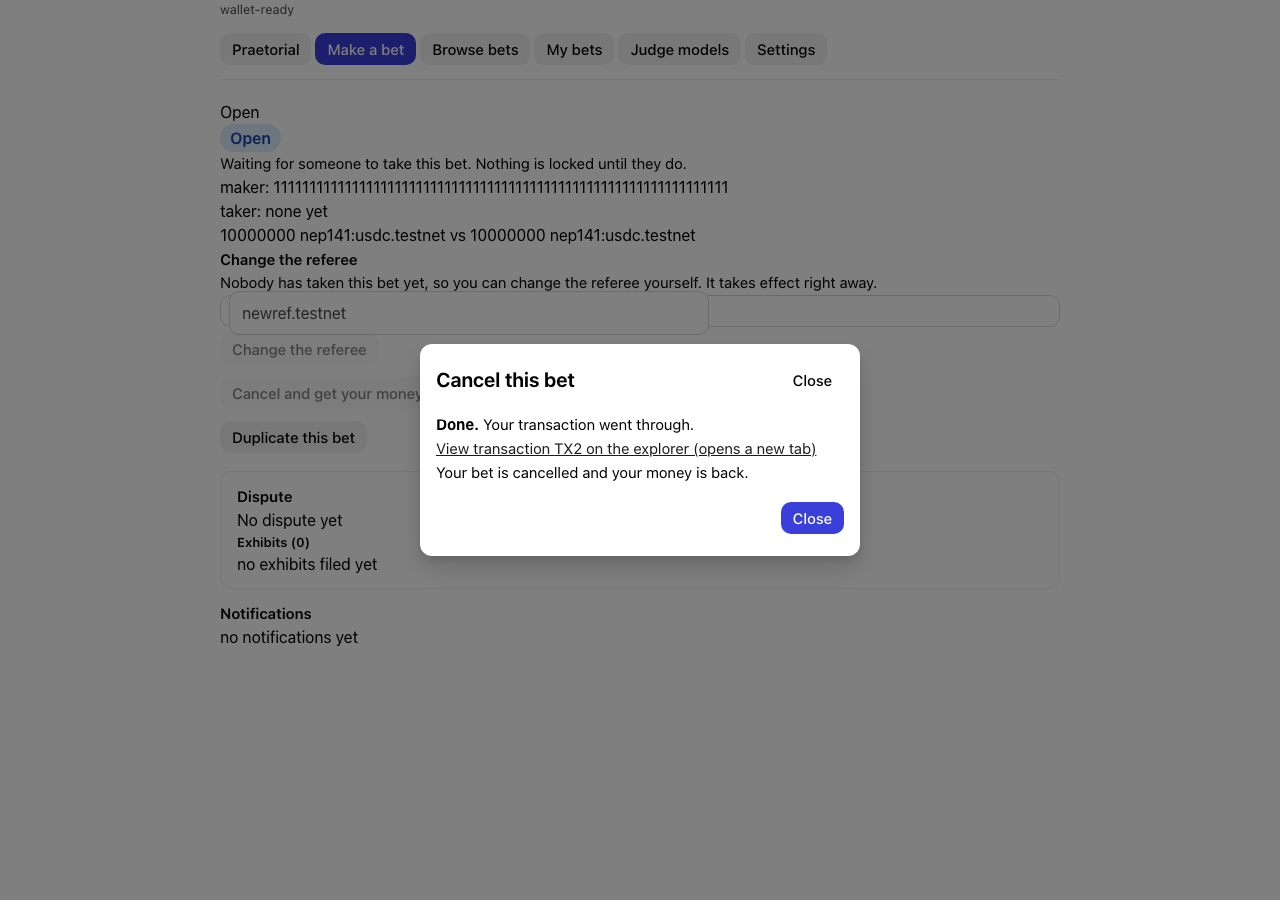 wallet-ready
Praetorial Make a bet Browse bets My bets Judge models Settings
Open
Open
Waiting for someone to take this bet. Nothing is locked until they do.
maker: 1111111111111111111111111111111111111111111111111111111111111111
taker: none yet
10000000 nep141:usdc.testnet vs 10000000 nep141:usdc.testnet
Change the referee
Nobody has taken this bet yet, so you can change the referee yourself. It takes effect right away.
newref.testnet
Change the referee
Cancel and get your money
Duplicate this bet
Cancel this bet
Close
Done. Your transaction went through.
View transaction TX2 on the explorer (opens a new tab)
Your bet is cancelled and your money is back.
Close
Dispute
No dispute yet
Exhibits (0)
no exhibits filed yet
Notifications
no notifications yet